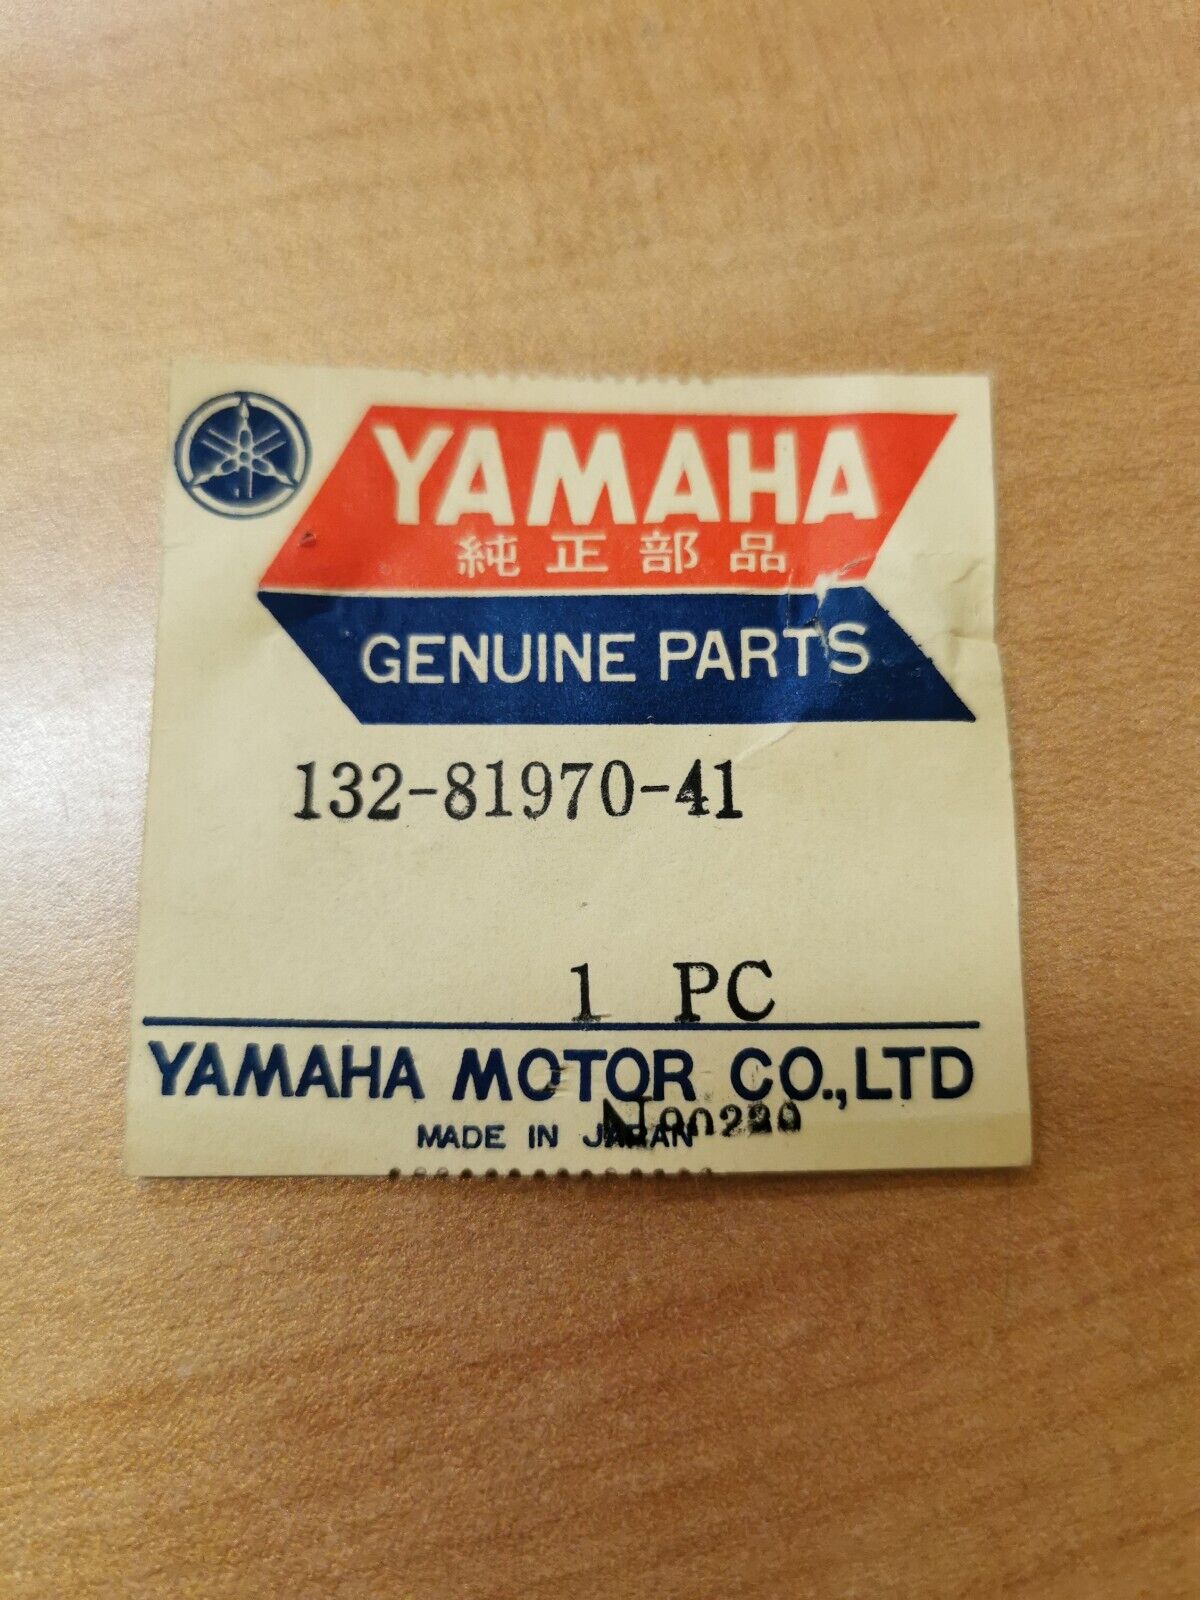 YAMAHA
純正部品
GENUINE PARTS
132-81970-41
1 PC
YAMAHA MOTOR CO.,LTD
MADE IN JAPAN